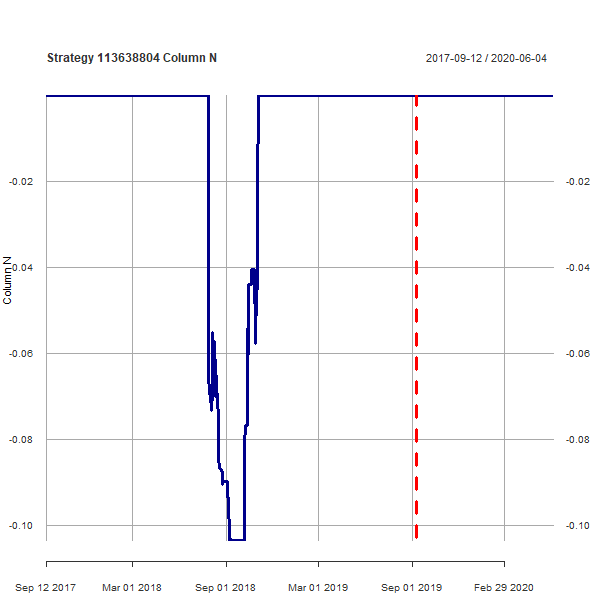 Strategy 113638804 Column N
2017-09-12 / 2020-06-04
-0.02
-0.02
-0.04
-0.04
Column N
-0.06
-0.06
-0.08
-0.08
-0.10
-0.10
Sep 12 2017
Mar 01 2018
Sep 01 2018
Mar 01 2019
Sep 01 2019
Feb 29 2020